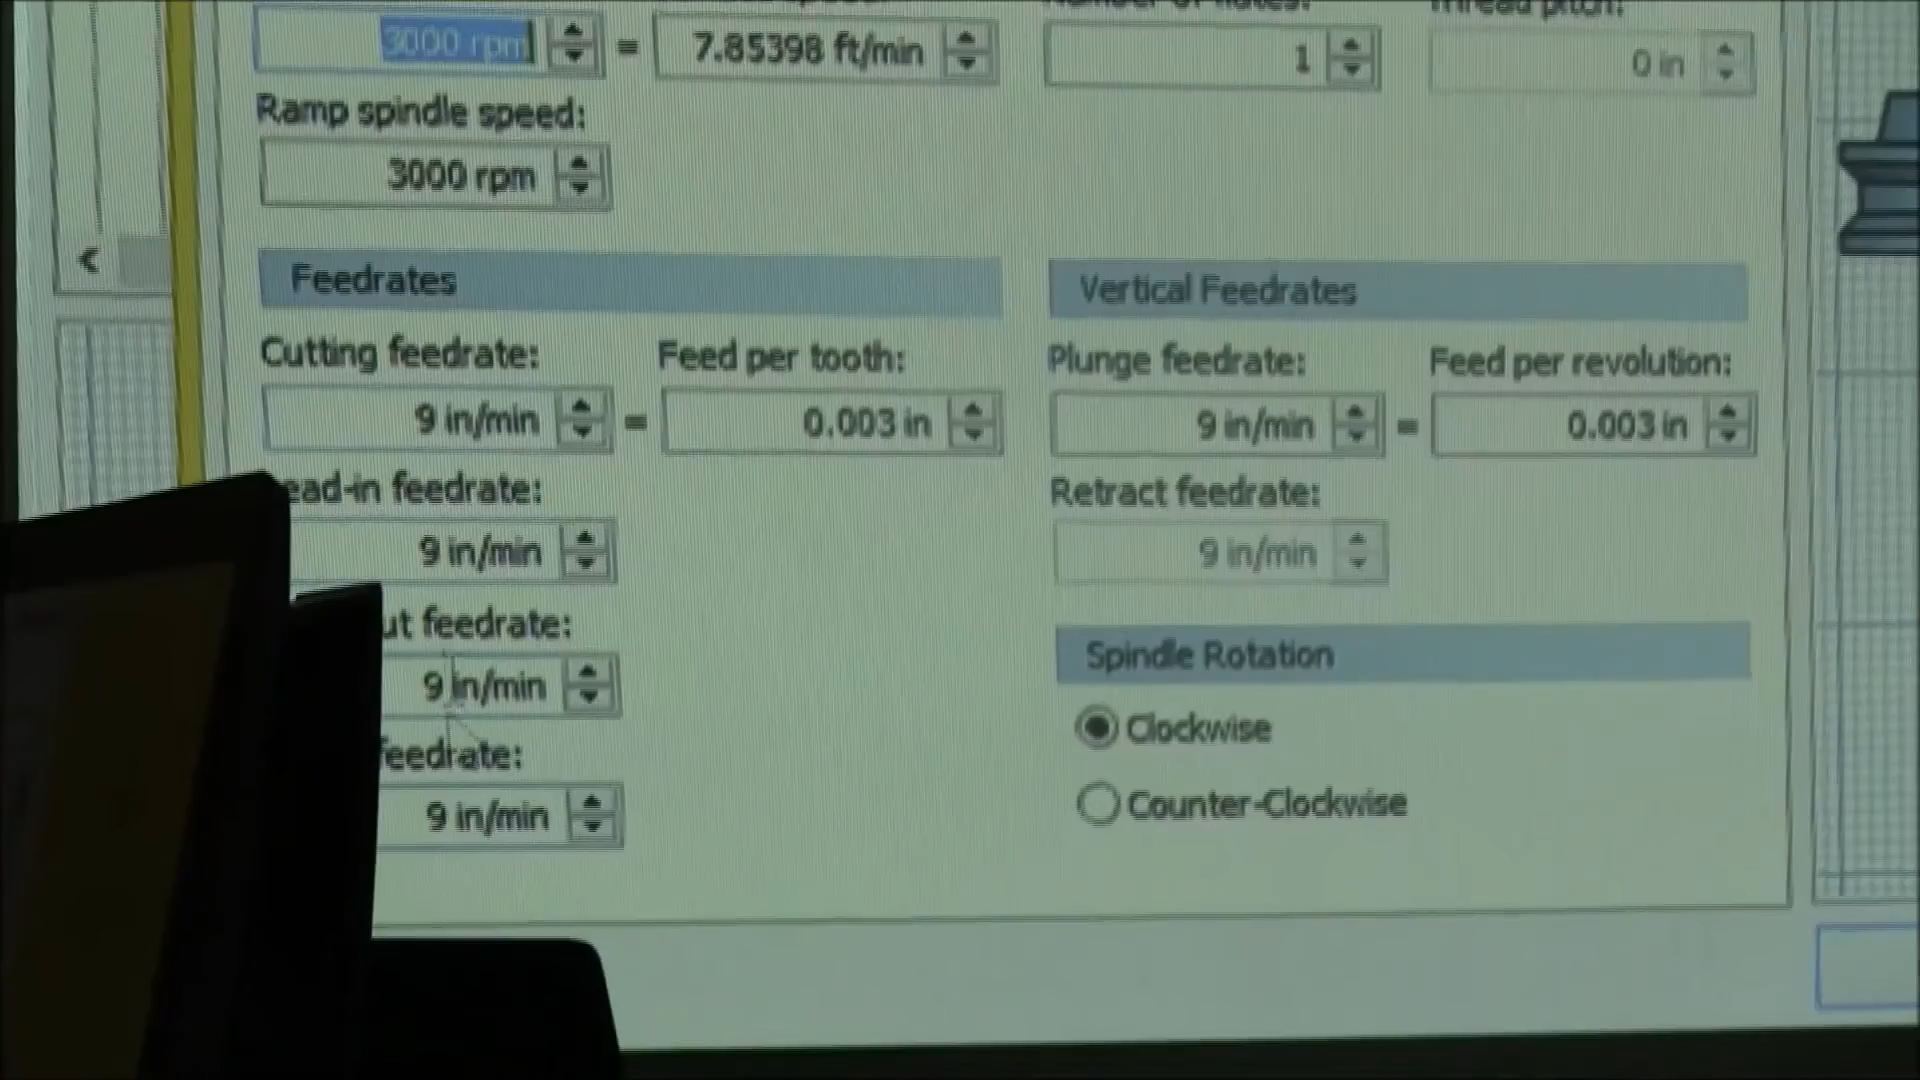 3000 rpm = 7.85398 ft/min 1 0 in
Ramp spindle speed:
3000 rpm
Feedrates Vertical Feedrates
Cutting feedrate: Feed per tooth: Plunge feedrate: Feed per revolution:
9 in/min = 0.003 in 9 in/min = 0.003 in
feedrate: Retract feedrate:
9 in/min 9 in/min
feedrate: Spindle Rotation
9 in/min Clockwise
feedrate: Counter-Clockwise
9 in/min